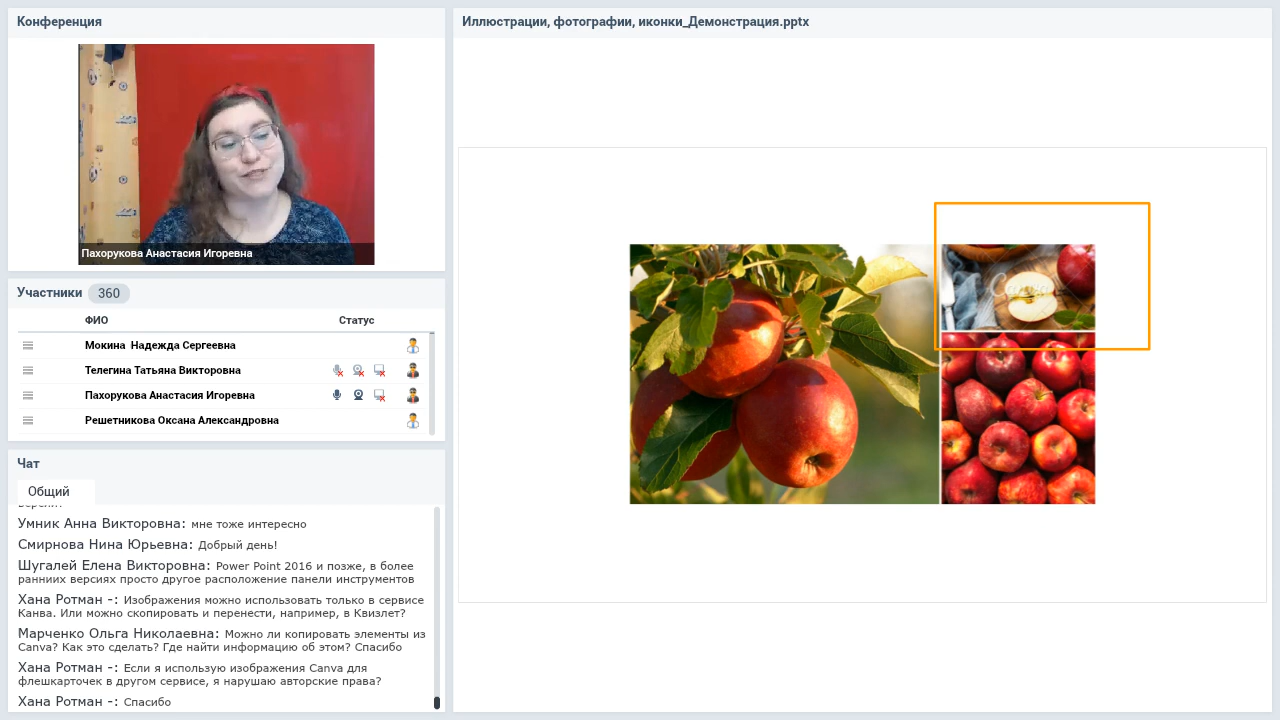 Конференция
Пахорукова Анастасия Игоревна
Участники 360
ФИО Статус
Мокина Надежда Сергеевна
Телегина Татьяна Викторовна
Пахорукова Анастасия Игоревна
Решетникова Оксана Александровна
Чат
Общий
Умник Анна Викторовна: мне тоже интересно
Смирнова Нина Юрьевна: Добрый день!
Шугалей Елена Викторовна: Power Point 2016 и позже, в более
ранниих версиях просто другое расположение панели инструментов
Хана Ротман -: Изображения можно использовать только в сервисе
Канва. Или можно скопировать и перенести, например, в Квизлет?
Марченко Ольга Николаевна: Можно ли копировать элементы из
Canva? Как это сделать? Где найти информацию об этом? Спасибо
Хана Ротман -: Если я использую изображения Canva для
флешкарточек в другом сервисе, я нарушаю авторские права?
Хана Ротман -: Спасибо
Иллюстрации, фотографии, иконки_Демонстрация.pptx
Canva